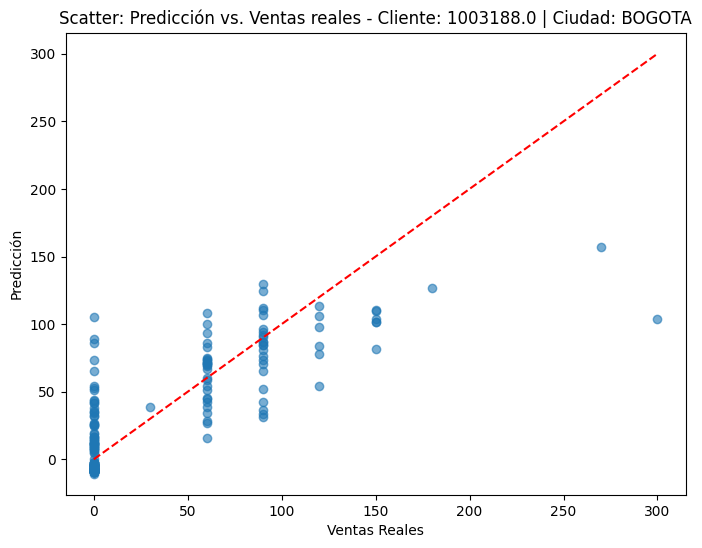 Scatter: Predicción vs. Ventas reales - Cliente: 1003188.0 | Ciudad: BOGOTA
300
250
200
150
100
50
0
Predicción
0 50 100 150 200 250 300
Ventas Reales